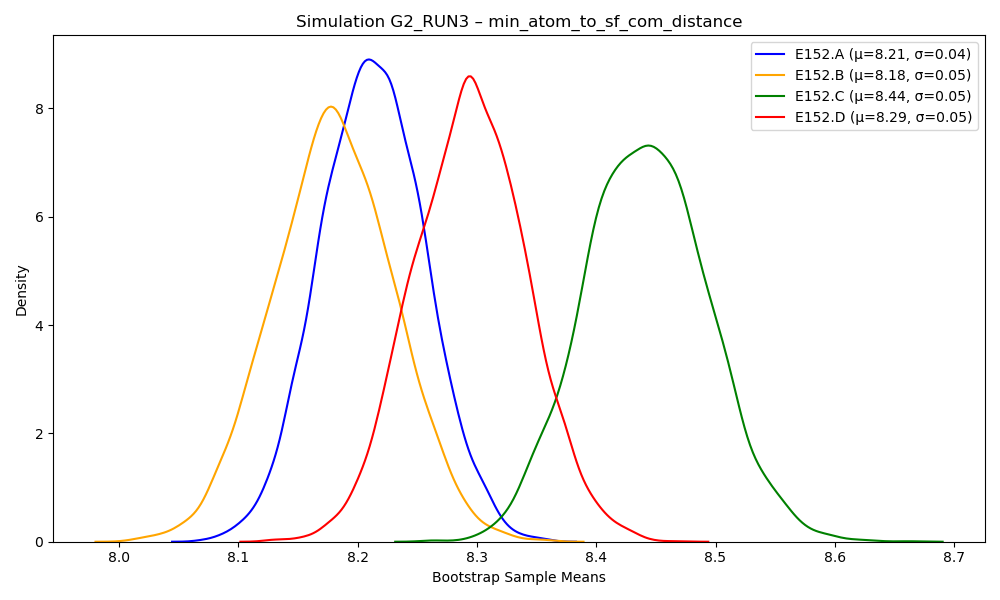 Simulation G2_RUN3 – min_atom_to_sf_com_distance
E152.A (μ=8.21, σ=0.04)
E152.B (μ=8.18, σ=0.05)
E152.C (μ=8.44, σ=0.05)
E152.D (μ=8.29, σ=0.05)
Density
8
6
4
2
0
8.0 8.1 8.2 8.3 8.4 8.5 8.6 8.7
Bootstrap Sample Means